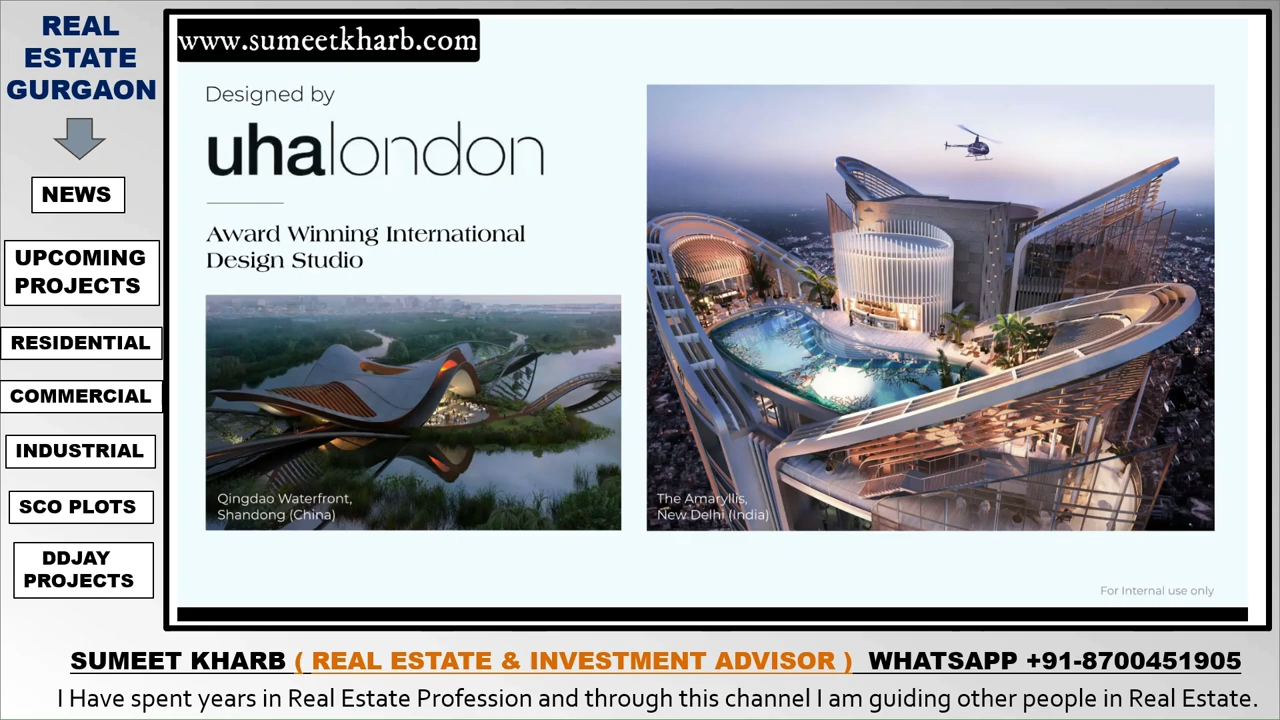 REAL
ESTATE
GURGAON
NEWS
UPCOMING
PROJECTS
RESIDENTIAL
COMMERCIAL
INDUSTRIAL
SCO PLOTS
DDJAY
PROJECTS
www.sumeetkharb.com
Designed by
uhalondon
Award Winning International
Design Studio
Qingdao Waterfront,
Shandong (China)
The Amaryllis,
New Delhi (India)
For Internal use only
SUMEET KHARB ( REAL ESTATE & INVESTMENT ADVISOR ) WHATSAPP +91-8700451905
I Have spent years in Real Estate Profession and through this channel I am guiding other people in Real Estate.